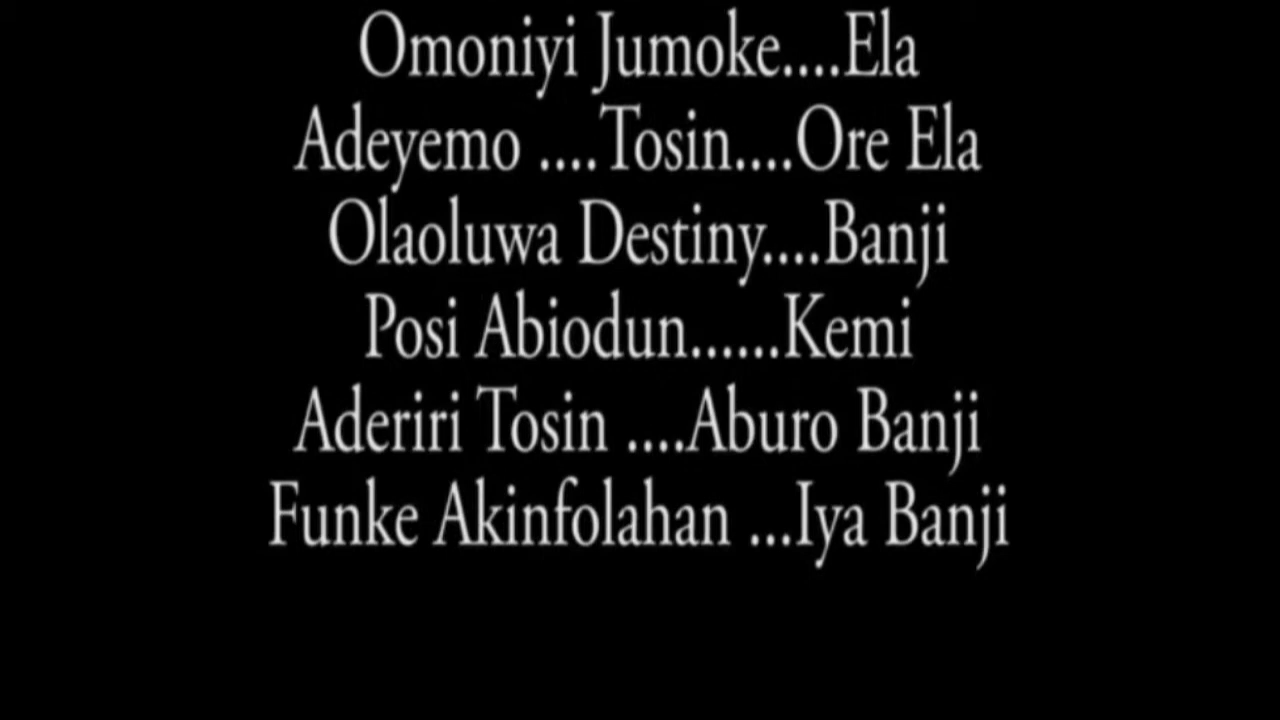 Omoniyi Jumoke....Ela
Adeyemo ....Tosin....Ore Ela
Olaoluwa Destiny....Banji
Posi Abiodun......Kemi
Aderiri Tosin ....Aburo Banji
Funke Akinfolahan ...Iya Banji